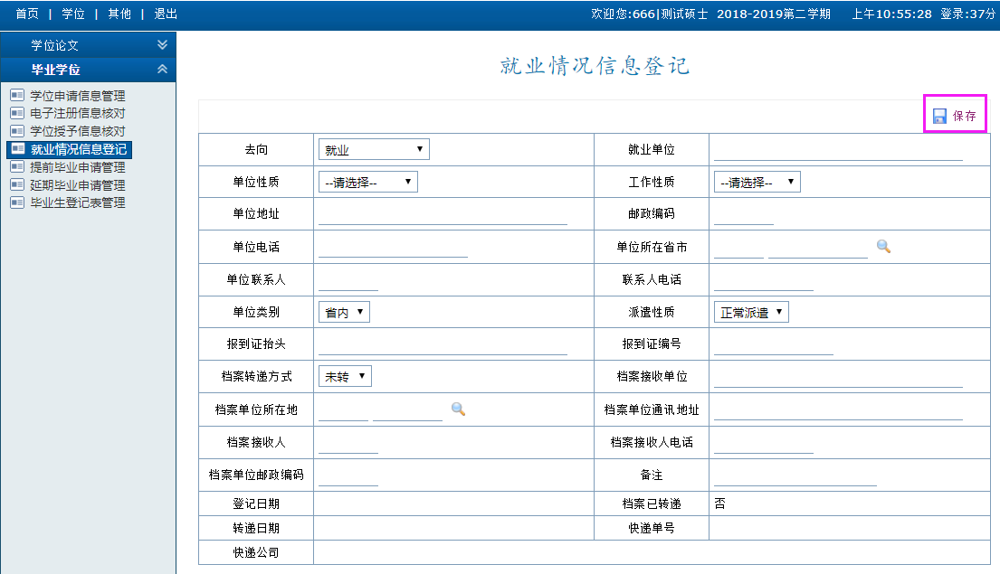 首页 | 学位 | 其他 | 退出 欢迎您:666|测试硕士 2018-2019第二学期 上午10:55:28 登录:37分
学位论文
毕业学位
学位申请信息管理
电子注册信息核对
学位授予信息核对
就业情况信息登记
提前毕业申请管理
延期毕业申请管理
毕业生登记表管理
就业情况信息登记
保存
去向 就业 就业单位
单位性质 --请选择-- 工作性质 --请选择--
单位地址 邮政编码
单位电话 单位所在省市
单位联系人 联系人电话
单位类别 省内 派遣性质 正常派遣
报到证抬头 报到证编号
档案转递方式 未转 档案接收单位
档案单位所在地 档案单位通讯地址
档案接收人 档案接收人电话
档案单位邮政编码 备注
登记日期 档案已转递 否
转递日期 快递单号
快递公司